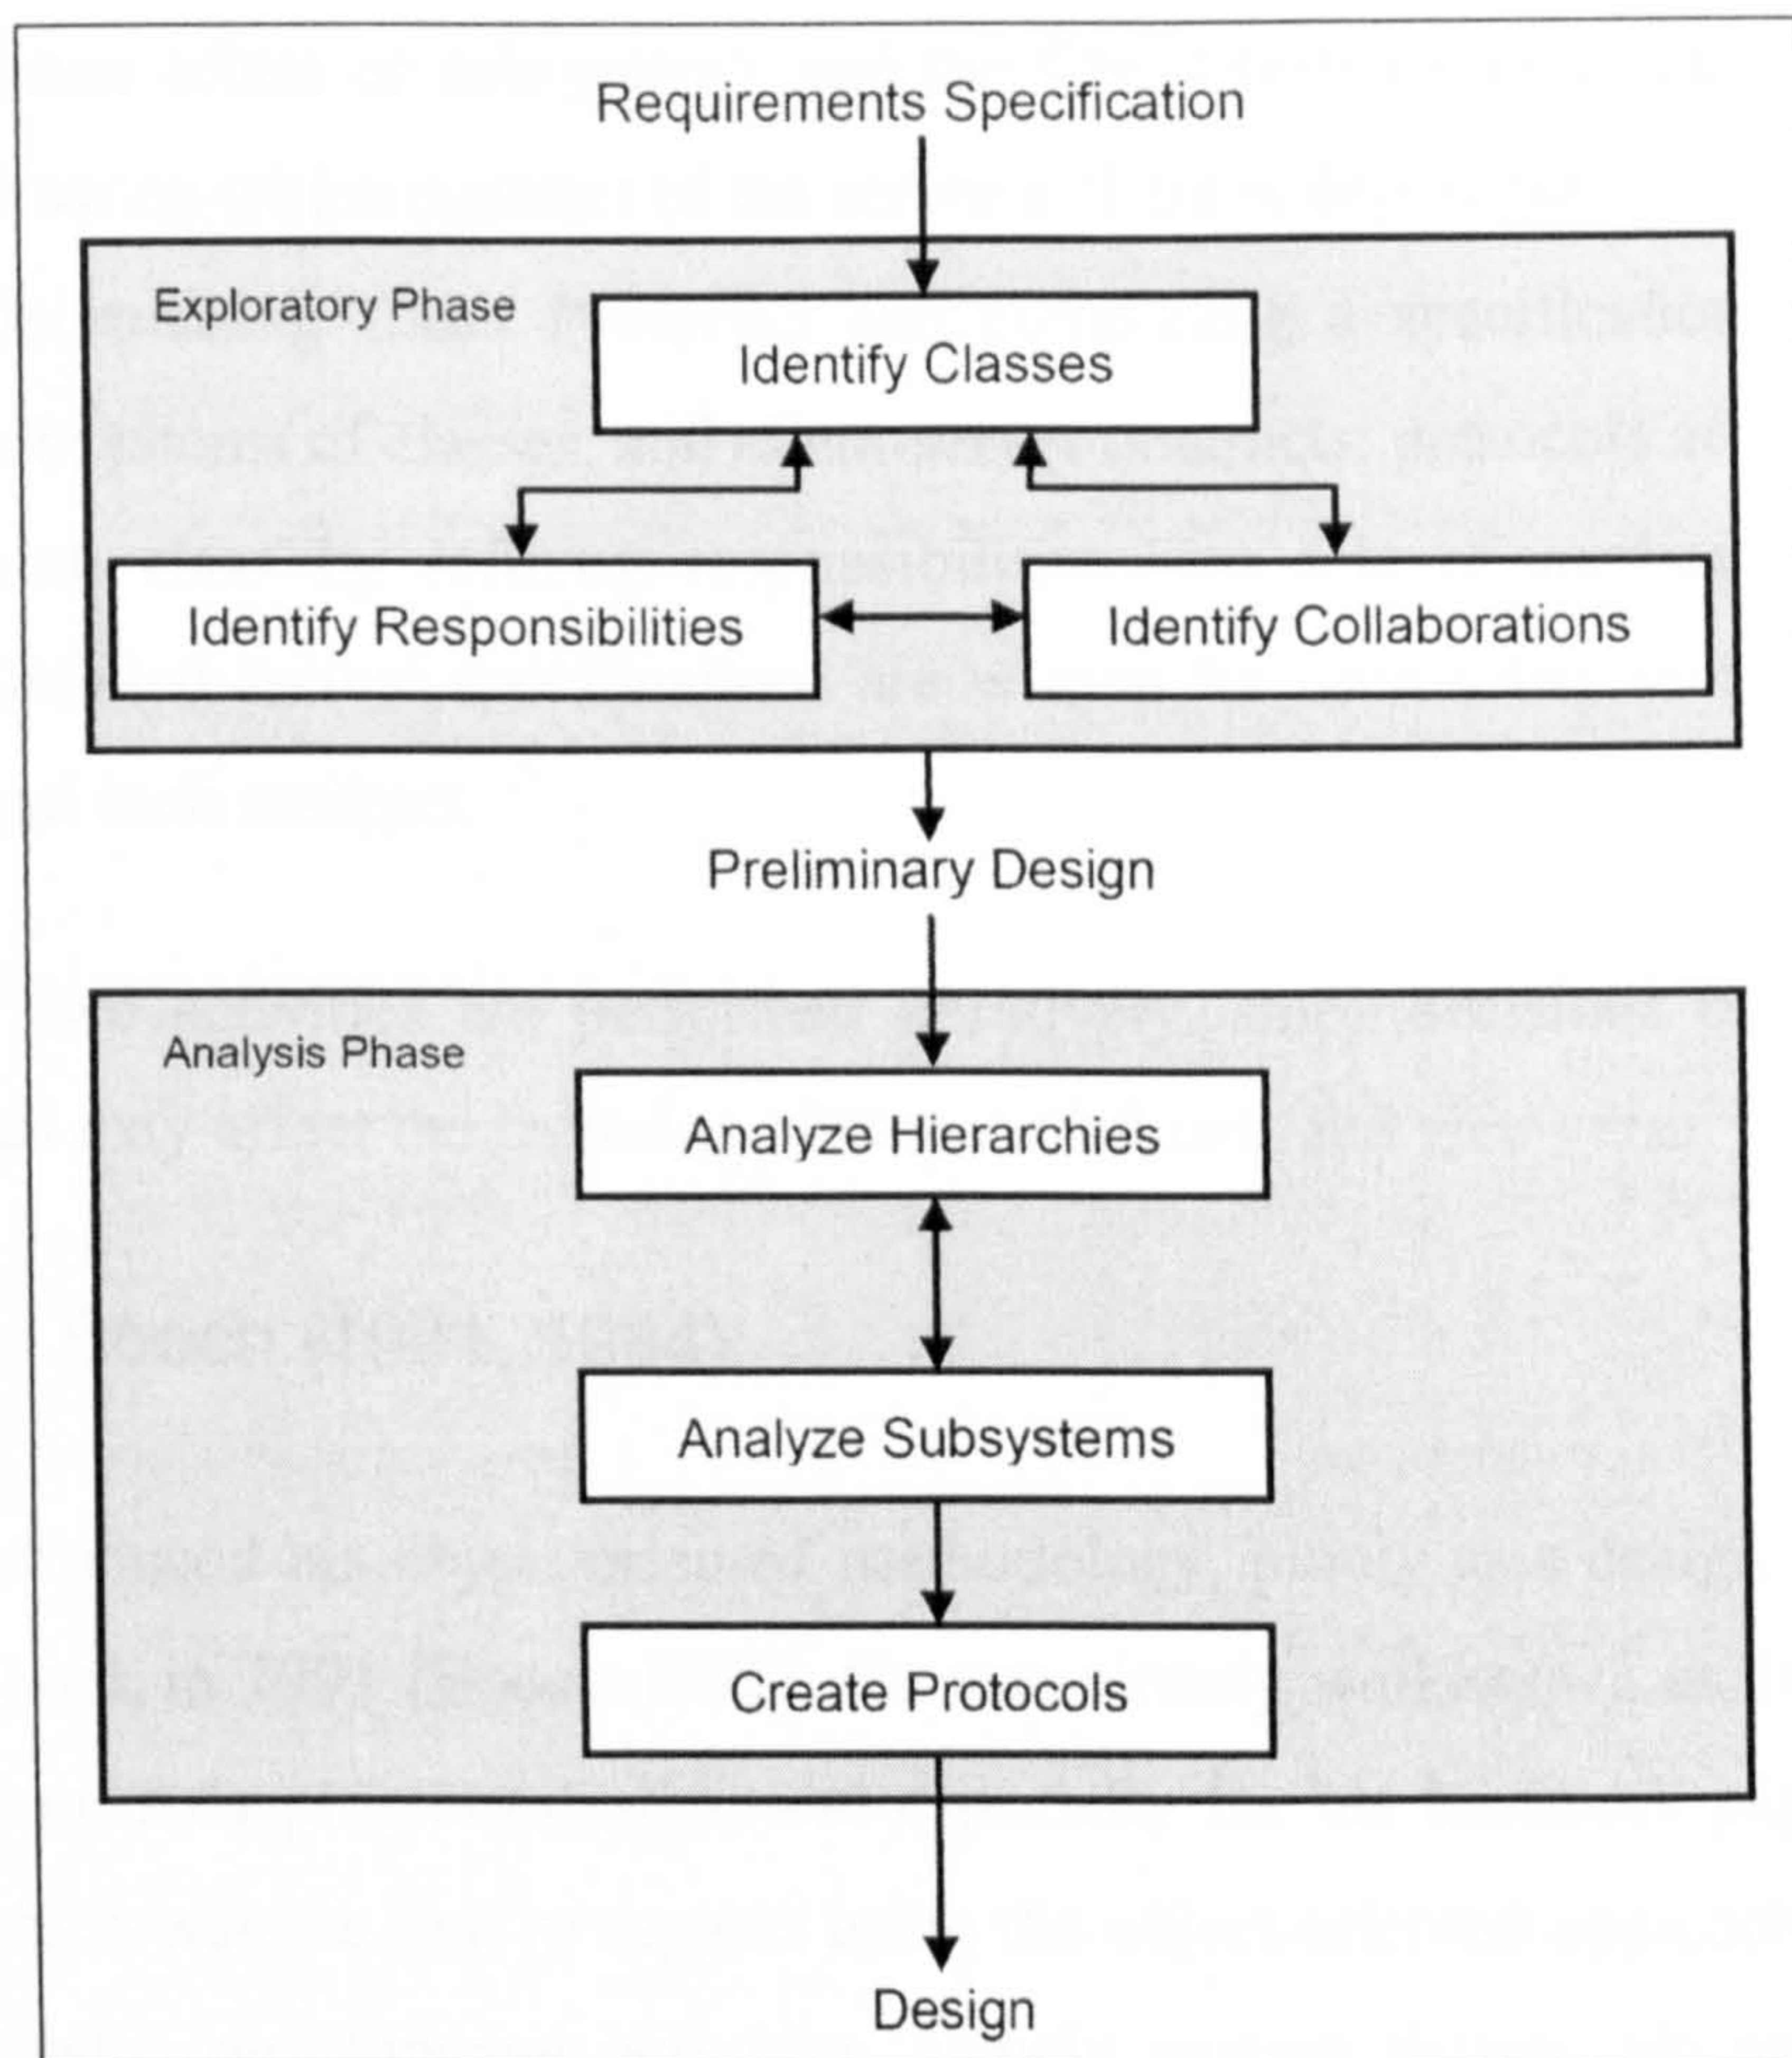 Requirements Specification
Exploratory Phase
Identify Classes
Identify Responsibilities
Identify Collaborations
Preliminary Design
Analysis Phase
Analyze Hierarchies
Analyze Subsystems
Create Protocols
Design